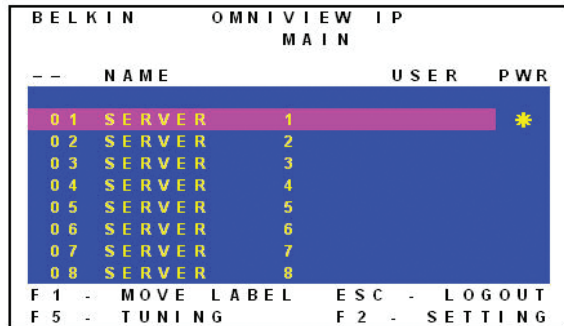 BELKIN OMNIVIEW IP
MAIN
-- NAME USER PWR
01 SERVER 1 *
02 SERVER 2
03 SERVER 3
04 SERVER 4
05 SERVER 5
06 SERVER 6
07 SERVER 7
08 SERVER 8
F1 - MOVE LABEL ESC - LOGOUT
F5 - TUNING F2 - SETTING